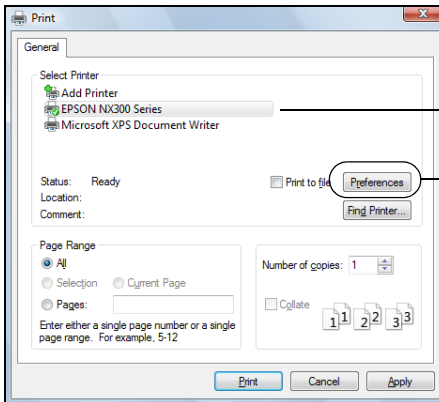 Print
General
Select Printer
Add Printer
EPSON NX300 Series
Microsoft XPS Document Writer
Status: Ready
Print to file
Preferences
Location:
Comment:
Find Printer...
Page Range
All
Selection
Current Page
Pages:
Enter either a single page number or a single
page range. For example, 5-12
Number of copies: 1
Collate
1 1 2 2 3 3
Print
Cancel
Apply